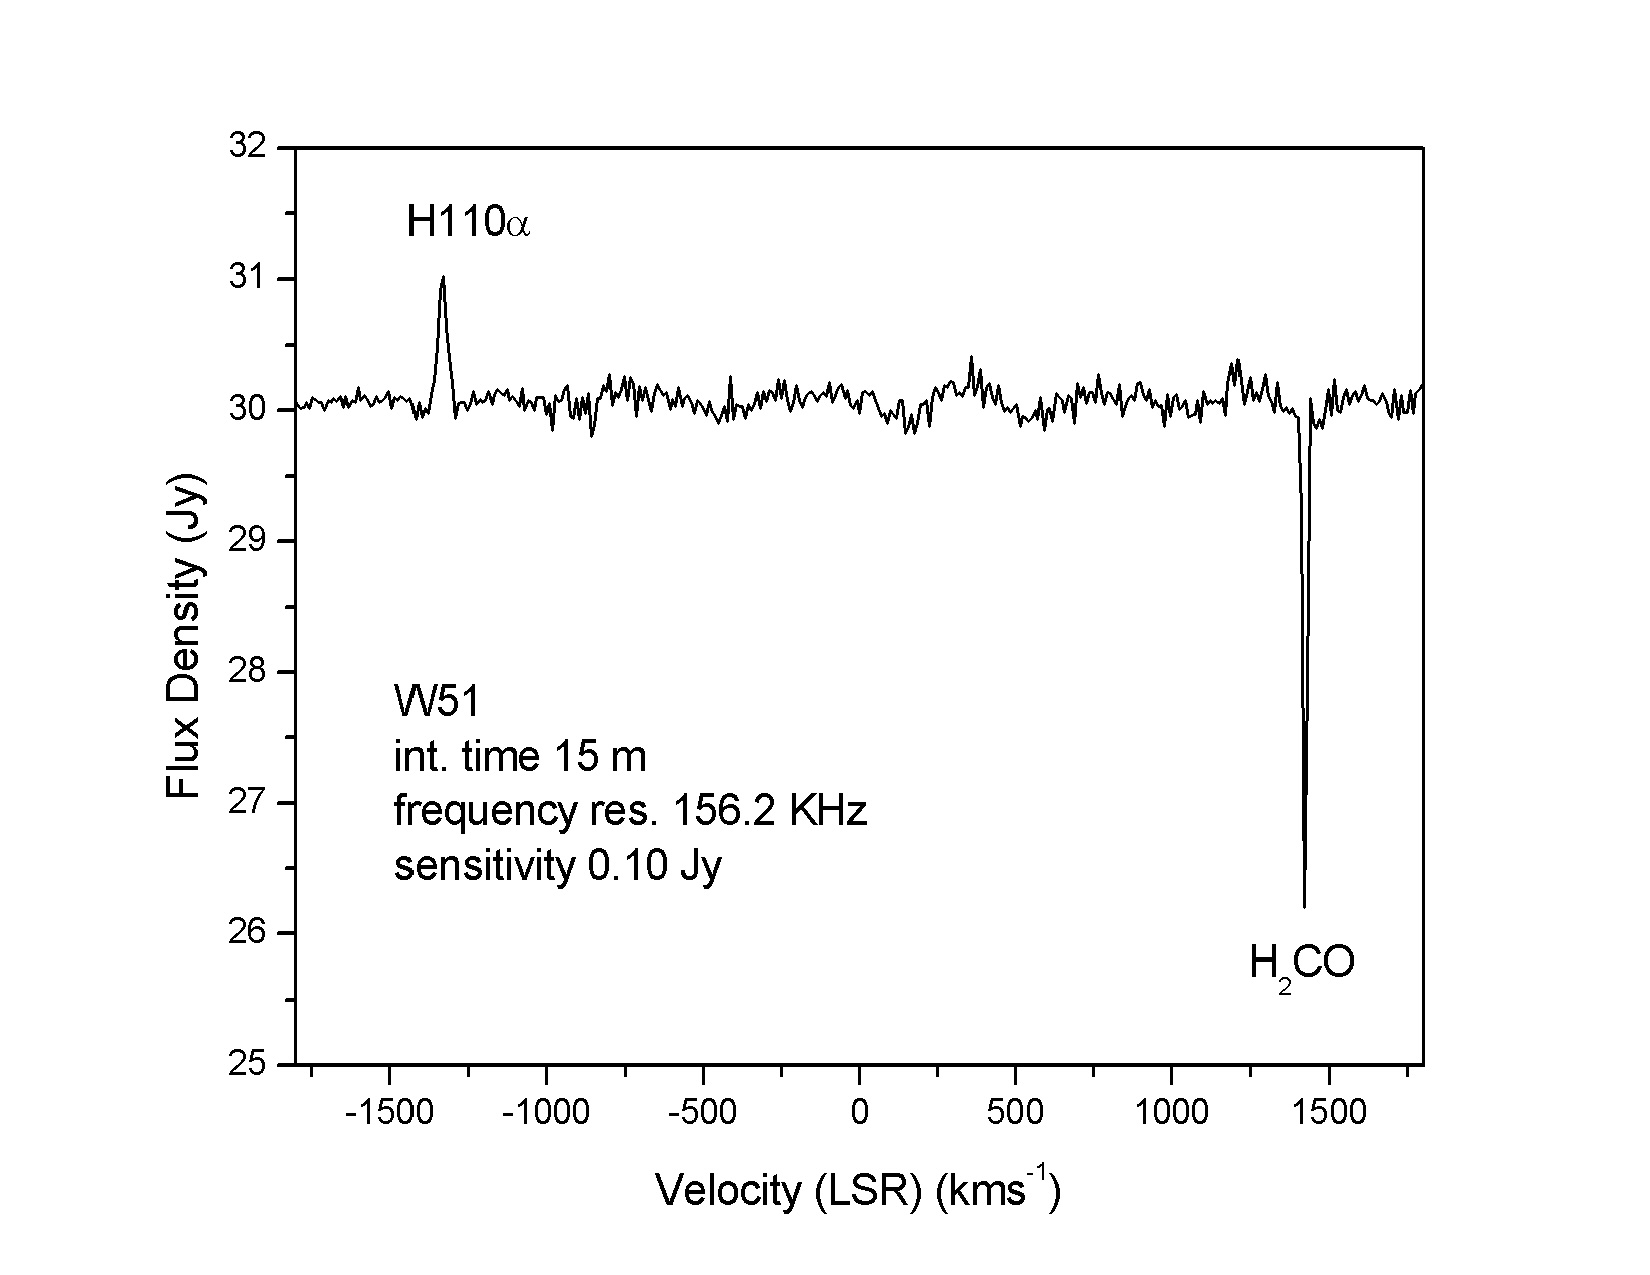 32
H110α
31
30
29
28
27
26
25
Flux Density (Jy)
W51
int. time 15 m
frequency res. 156.2 KHz
sensitivity 0.10 Jy
H₂CO
-1500 -1000 -500 0 500 1000 1500
Velocity (LSR) (kms⁻¹)